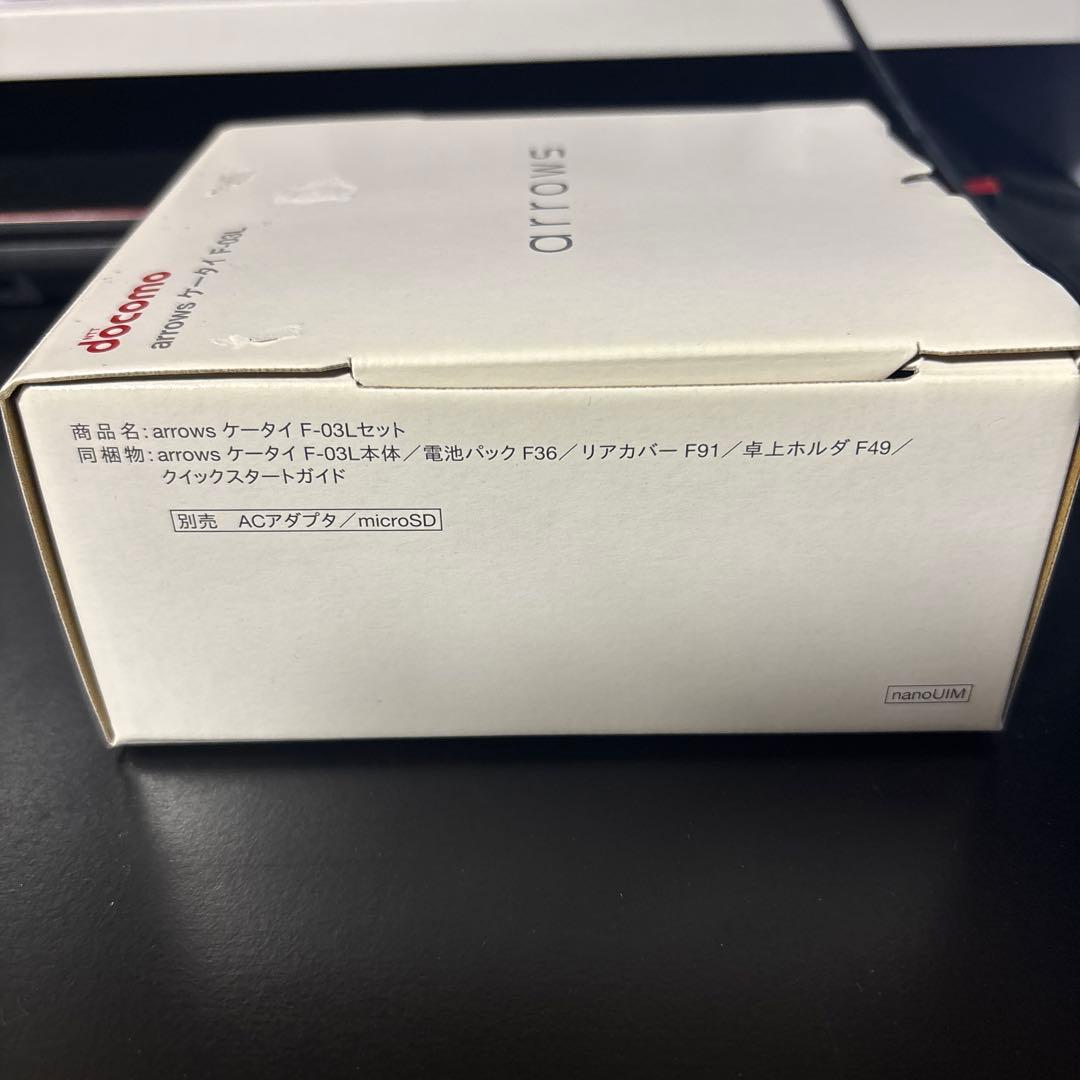 arrows
NTT
docomo
arrows ケータイ F-03L
商品名:arrows ケータイ F-03Lセット
同梱物:arrows ケータイ F-03L本体／電池パック F36／リアカバー F91／卓上ホルダ F49／
クイックスタートガイド
別売　ACアダプタ／microSD
nanoUIM